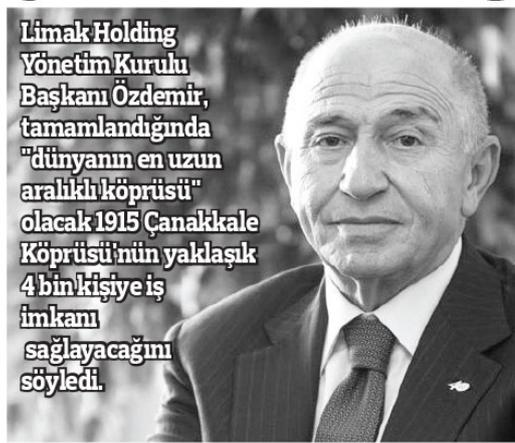 Limak Holding
Yönetim Kurulu
Başkanı Özdemir,
tamamlandığında
"dünyanın en uzun
aralıklı köprüsü"
olacak 1915 Çanakkale
Köprüsü'nün yaklaşık
4 bin kişiye iş
imkanı
sağlayacağını
söyledi.